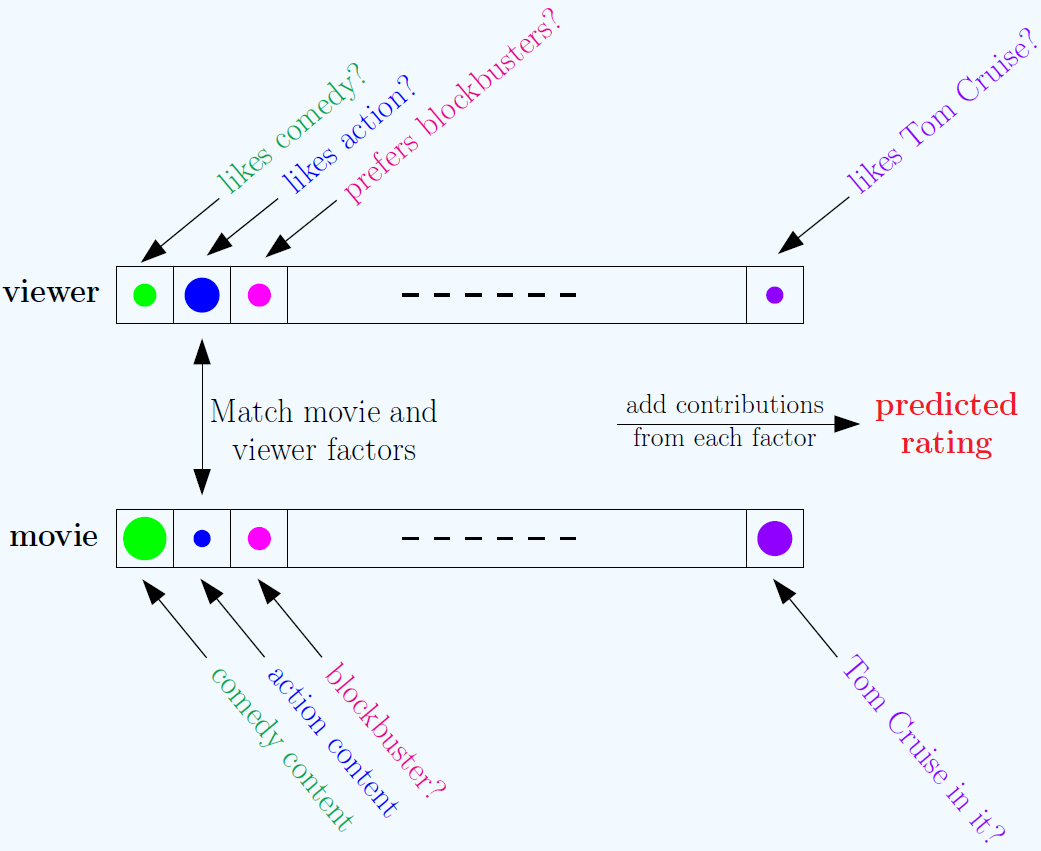 likes comedy?
likes action?
prefers blockbusters?
likes Tom Cruise?
viewer
Match movie and
viewer factors
add contributions
from each factor
predicted
rating
movie
comedy content
action content
blockbuster?
Tom Cruise in it?